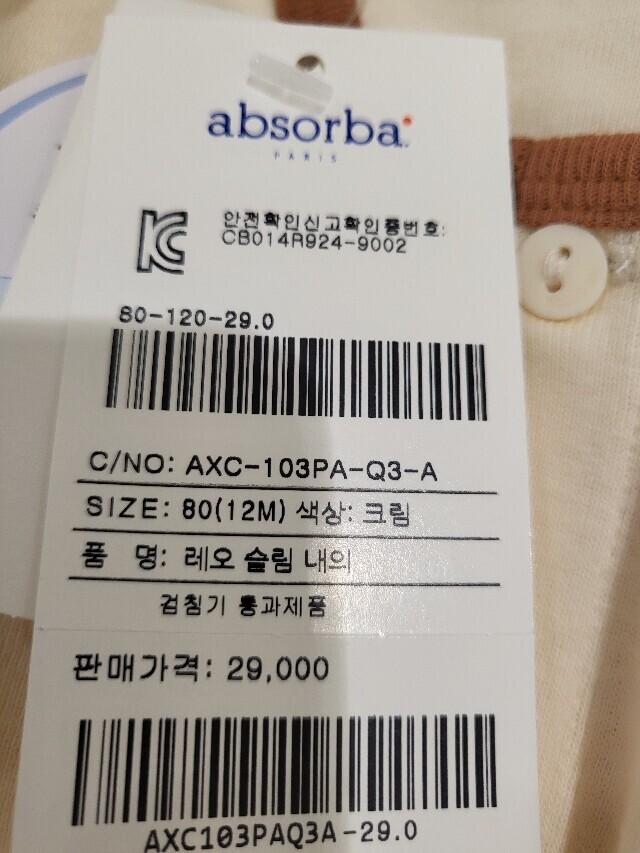 absorba
PARIS
안전확인신고확인증번호:
CB014R924-9002
80-120-29.0
C/NO: AXC-103PA-Q3-A
SIZE: 80(12M) 색상: 크림
품 명: 레오 슬림 내의
검침기 통과제품
판매가격: 29,000
AXC103PAQ3A-29.0